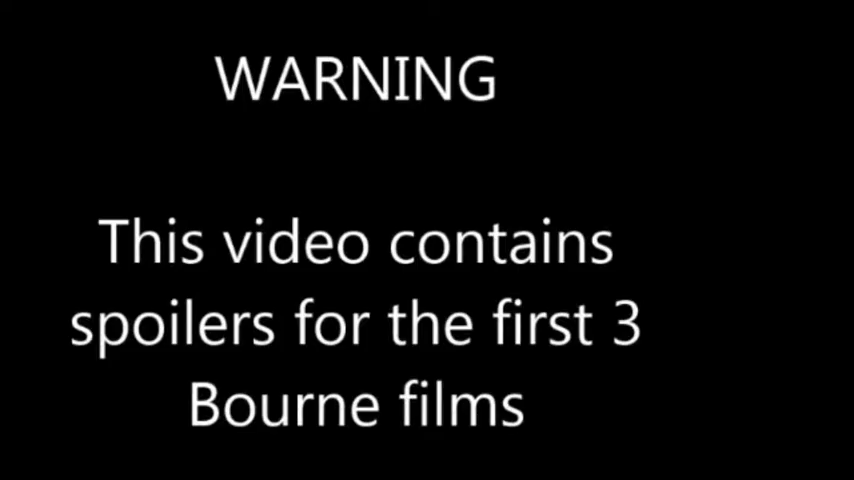 WARNING
This video contains
spoilers for the first 3
Bourne films